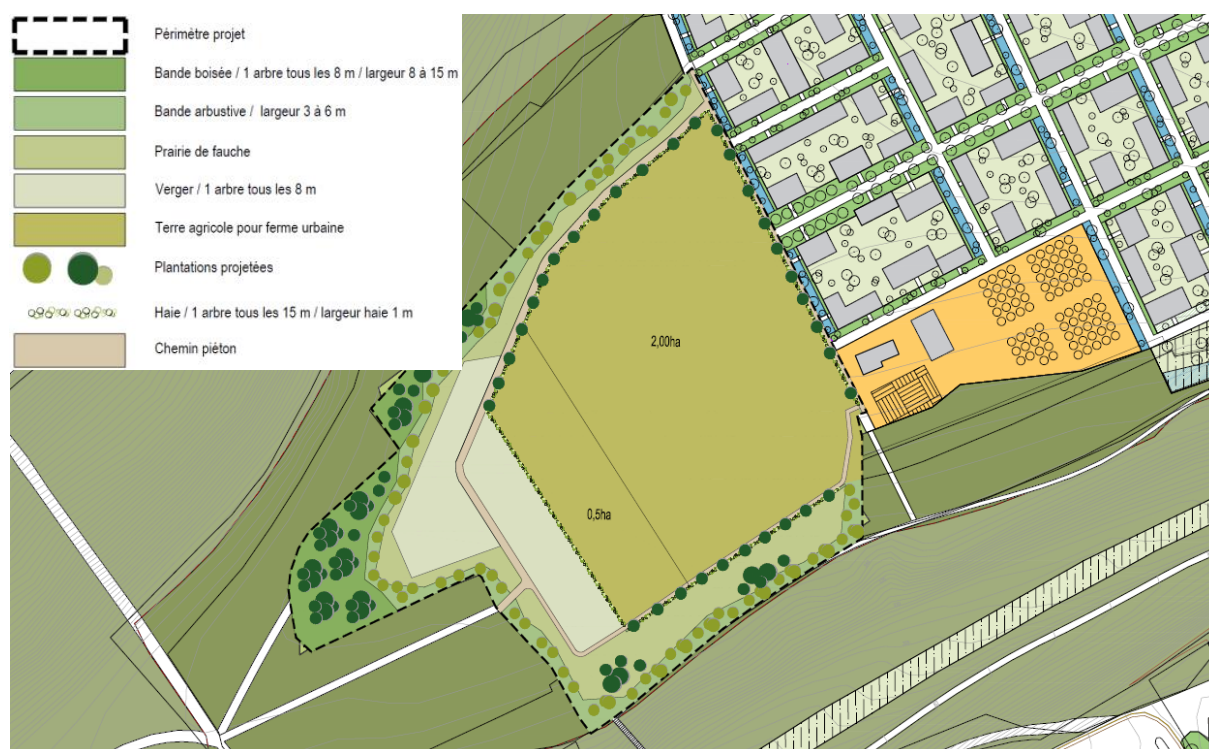 Périmètre projet
Bande boisée / 1 arbre tous les 8 m / largeur 8 à 15 m
Bande arbustive / largeur 3 à 6 m
Prairie de fauche
Verger / 1 arbre tous les 8 m
Terre agricole pour ferme urbaine
Plantations projetées
Haie / 1 arbre tous les 15 m / largeur haie 1 m
Chemin piéton
2,00ha
0,5ha